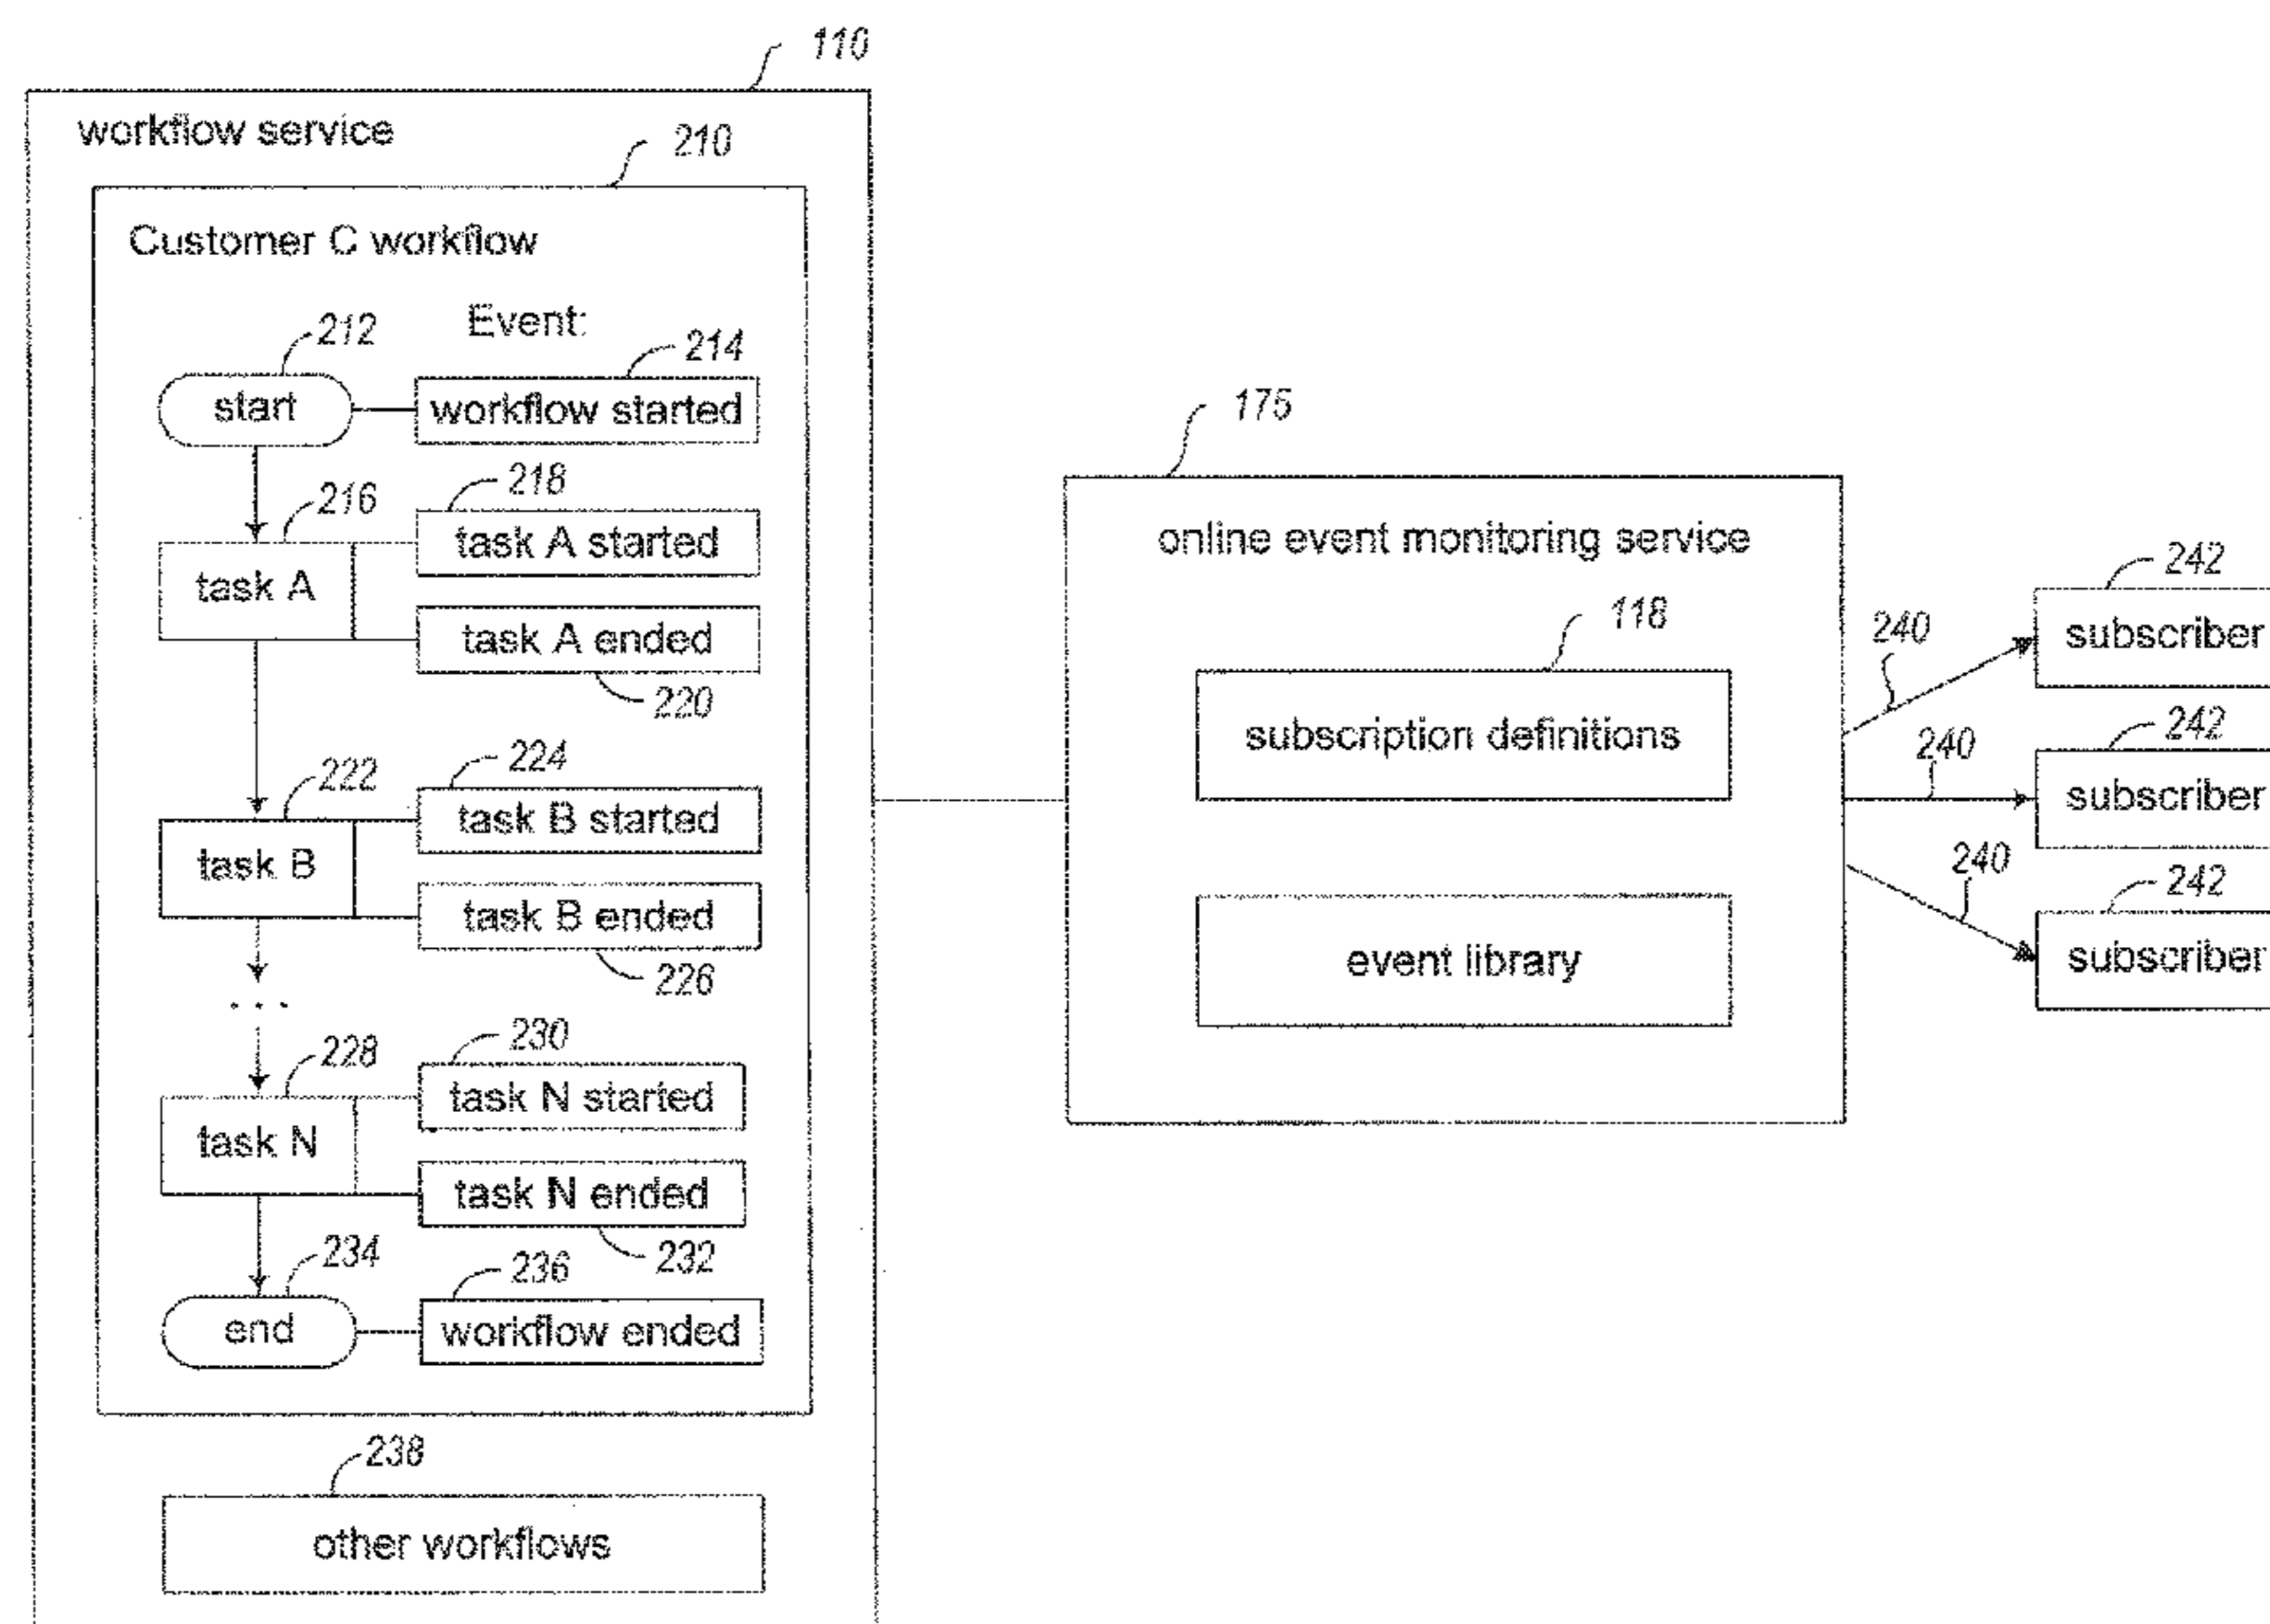 110
workflow service
210
Customer C workflow
Event:
212
214
start
workflow started
216
218
task A
task A started
task A ended
220
222
224
task B
task B started
task B ended
226
. . .
228
230
task N
task N started
task N ended
232
234
236
end
workflow ended
238
other workflows
175
online event monitoring service
118
subscription definitions
event library
240
242
subscriber
240
242
subscriber
240
242
subscriber